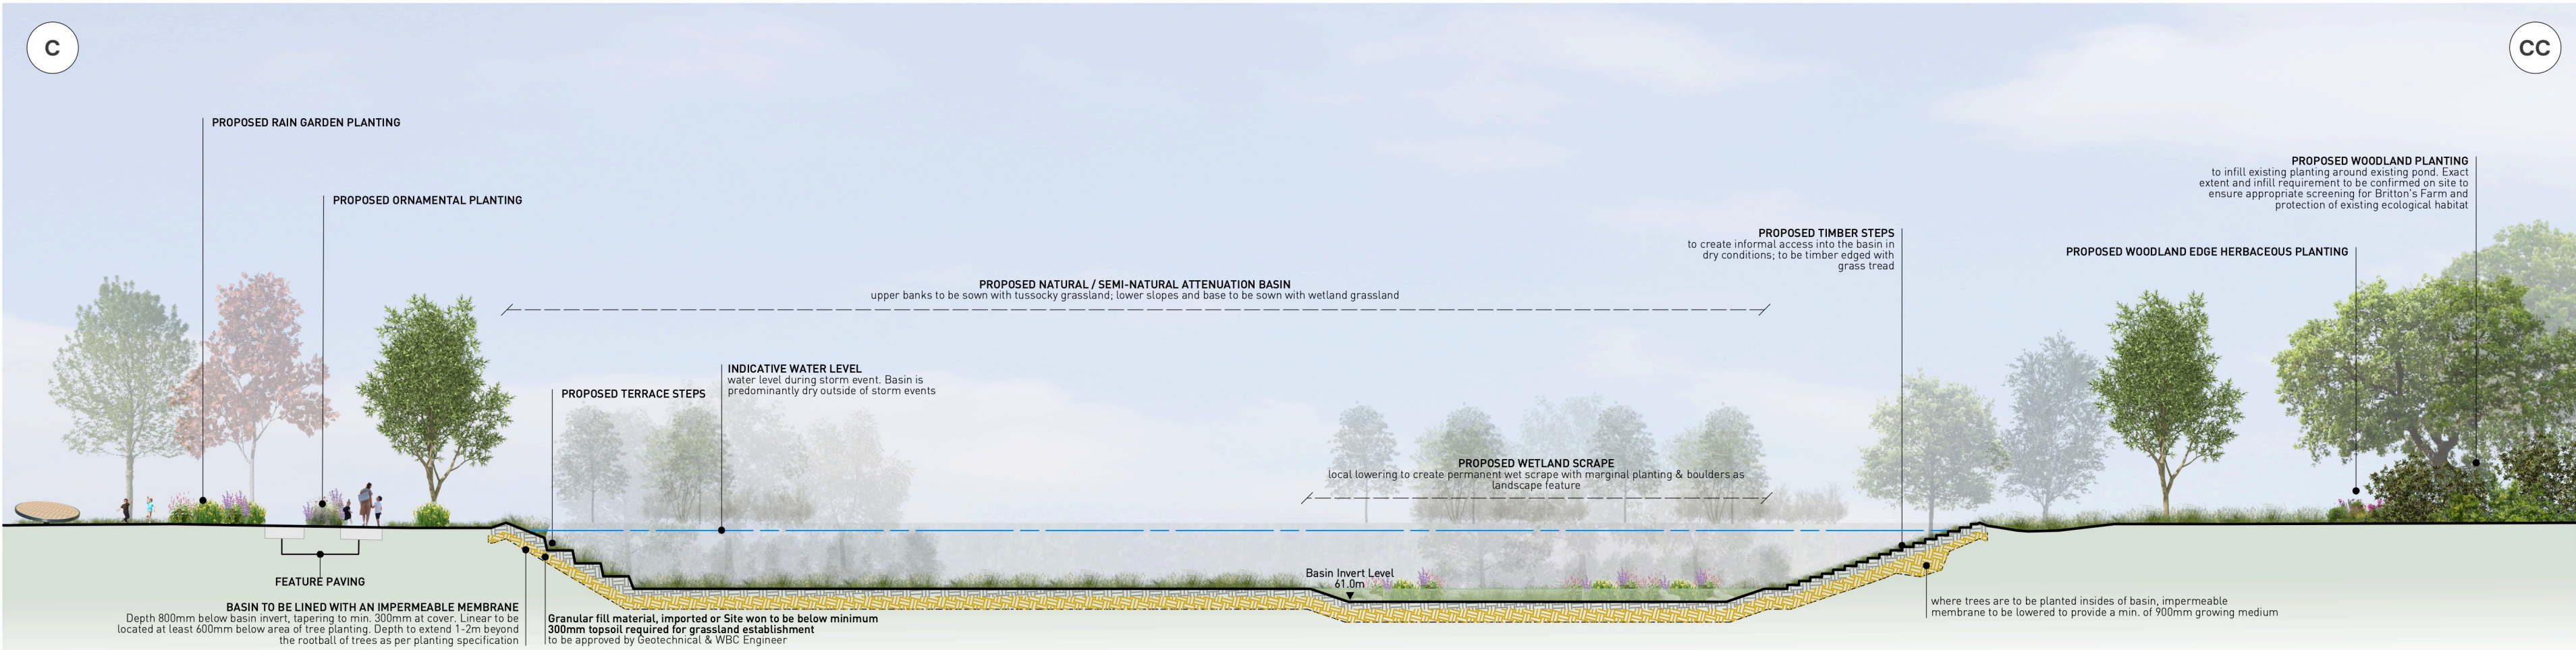 C
CC
PROPOSED RAIN GARDEN PLANTING
PROPOSED ORNAMENTAL PLANTING
PROPOSED WOODLAND PLANTING
to infill existing planting around existing pond. Exact
extent and infill requirement to be confirmed on site to
ensure appropriate screening for Britton's Farm and
protection of existing ecological habitat
PROPOSED TIMBER STEPS
to create informal access into the basin in
dry conditions; to be timber edged with
grass tread
PROPOSED WOODLAND EDGE HERBACEOUS PLANTING
PROPOSED NATURAL / SEMI-NATURAL ATTENUATION BASIN
upper banks to be sown with tussocky grassland; lower slopes and base to be sown with wetland grassland
INDICATIVE WATER LEVEL
water level during storm event. Basin is
predominantly dry outside of storm events
PROPOSED TERRACE STEPS
PROPOSED WETLAND SCRAPE
local lowering to create permanent wet scrape with marginal planting & boulders as
landscape feature
Basin Invert Level
61.0m
FEATURE PAVING
BASIN TO BE LINED WITH AN IMPERMEABLE MEMBRANE
Depth 800mm below basin invert, tapering to min. 300mm at cover. Linear to be
located at least 600mm below area of tree planting. Depth to extend 1-2m beyond
the rootball of trees as per planting specification
Granular fill material, imported or Site won to be below minimum
300mm topsoil required for grassland establishment
to be approved by Geotechnical & WBC Engineer
where trees are to be planted insides of basin, impermeable
membrane to be lowered to provide a min. of 900mm growing medium